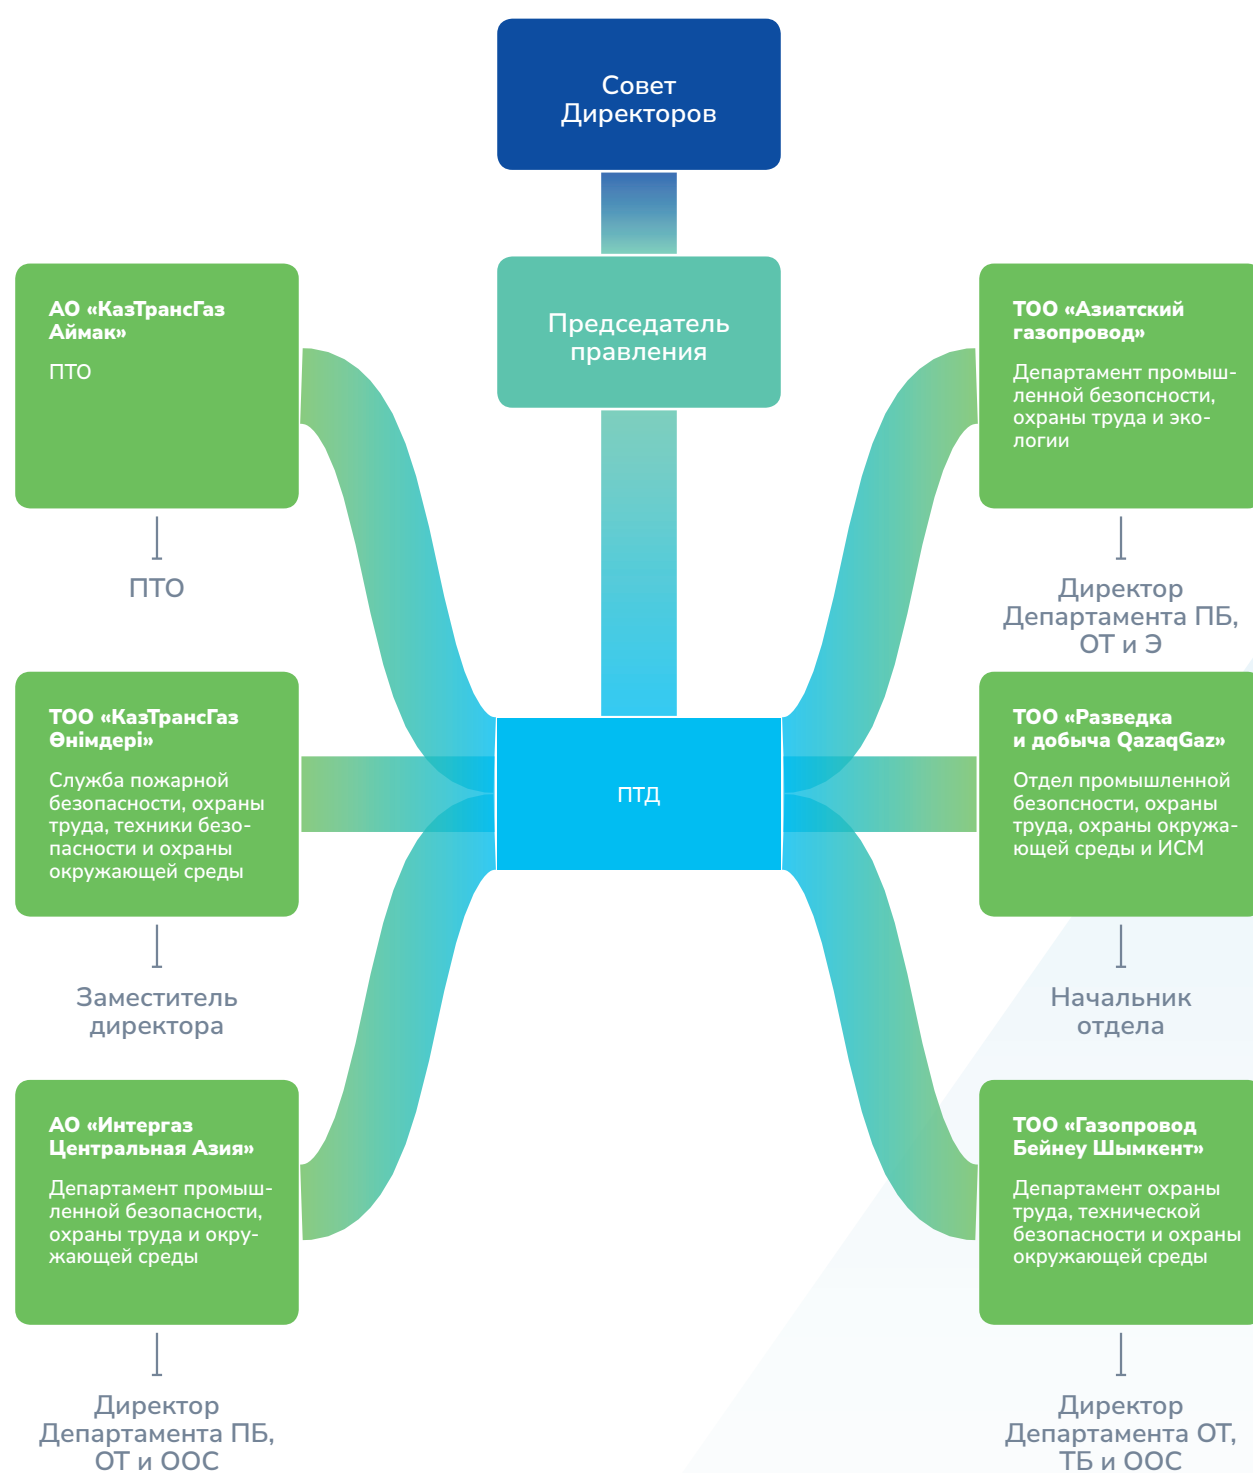 Совет
Директоров
Председатель
правления
АО «КазТрансГаз
Аймак»
ПТО
ПТО
ТОО «Азиатский
газопровод»
Департамент промыш-
ленной безопсности,
охраны труда и эко-
логии
Директор
Департамента ПБ,
ОТ и Э
ТОО «КазТрансГаз
Өнімдері»
Служба пожарной
безопасности, охраны
труда, техники безо-
пасности и охраны
окружающей среды
Заместитель
директора
ПТД
ТОО «Разведка
и добыча QazaqGaz»
Отдел промышленной
безопсности, охраны
труда, охраны окружа-
ющей среды и ИСМ
Начальник
отдела
АО «Интергаз
Центральная Азия»
Департамент промыш-
ленной безопасности,
охраны труда и окру-
жающей среды
Директор
Департамента ПБ,
ОТ и ООС
ТОО «Газопровод
Бейнеу Шымкент»
Департамент охраны
труда, технической
безопасности и охраны
окружающей среды
Директор
Департамента ОТ,
ТБ и ООС